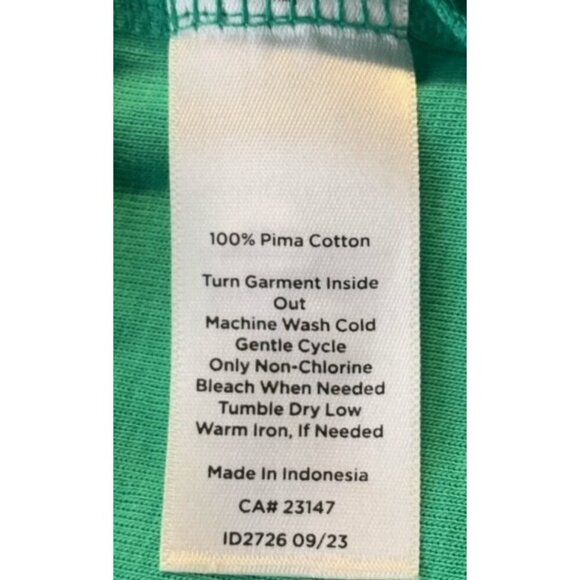 100% Pima Cotton
Turn Garment Inside
Out
Machine Wash Cold
Gentle Cycle
Only Non-Chlorine
Bleach When Needed
Tumble Dry Low
Warm Iron, If Needed
Made In Indonesia
CA# 23147
ID2726 09/23